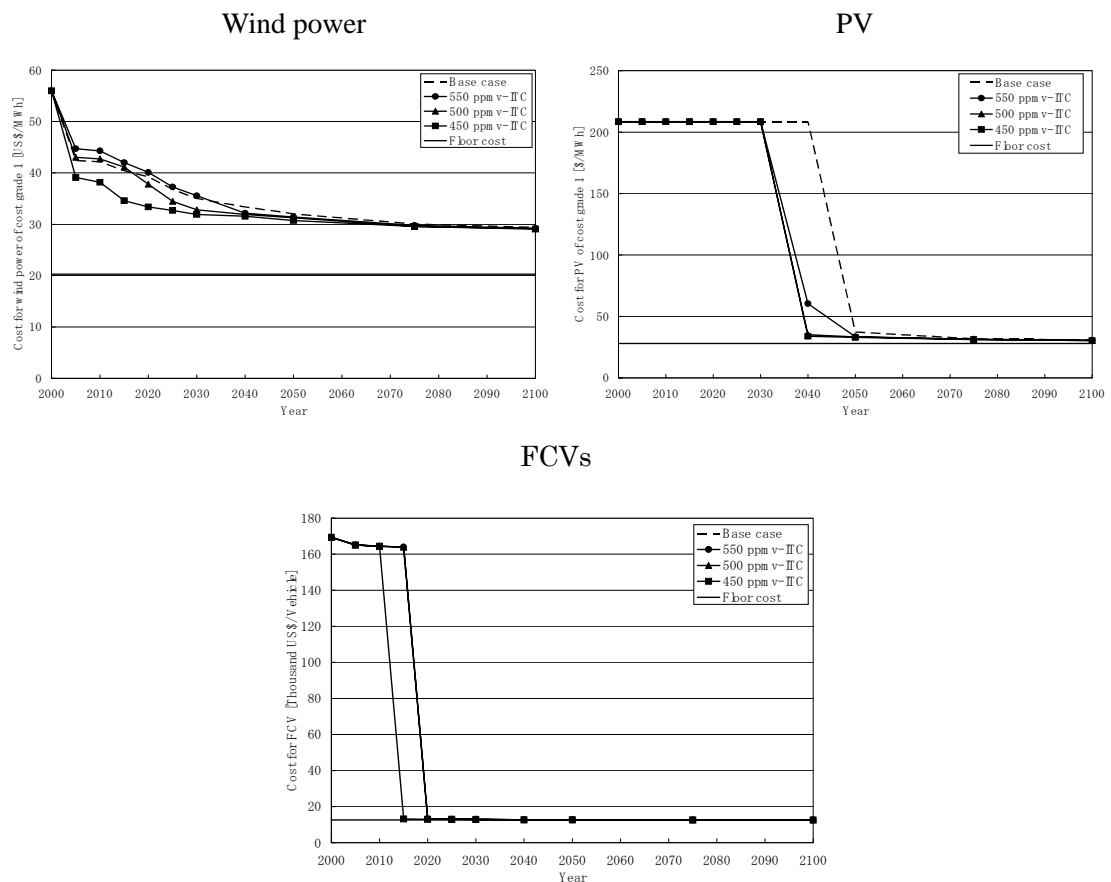 Wind power
Cost for wind power of cost grade 1 [US$/MWh]
60
50
40
30
20
10
0
Base case
550 ppmv-ITC
500 ppmv-ITC
450 ppmv-ITC
Floor cost
2000 2010 2020 2030 2040 2050 2060 2070 2080 2090 2100
Year
PV
Cost for PV of cost grade 1 [$/MWh]
250
200
150
100
50
0
Base case
550 ppmv-ITC
500 ppmv-ITC
450 ppmv-ITC
Floor cost
2000 2010 2020 2030 2040 2050 2060 2070 2080 2090 2100
Year
FCVs
Cost for FCV [Thousand US$/Vehicle]
180
160
140
120
100
80
60
40
20
0
Base case
550 ppmv-ITC
500 ppmv-ITC
450 ppmv-ITC
Floor cost
2000 2010 2020 2030 2040 2050 2060 2070 2080 2090 2100
Year